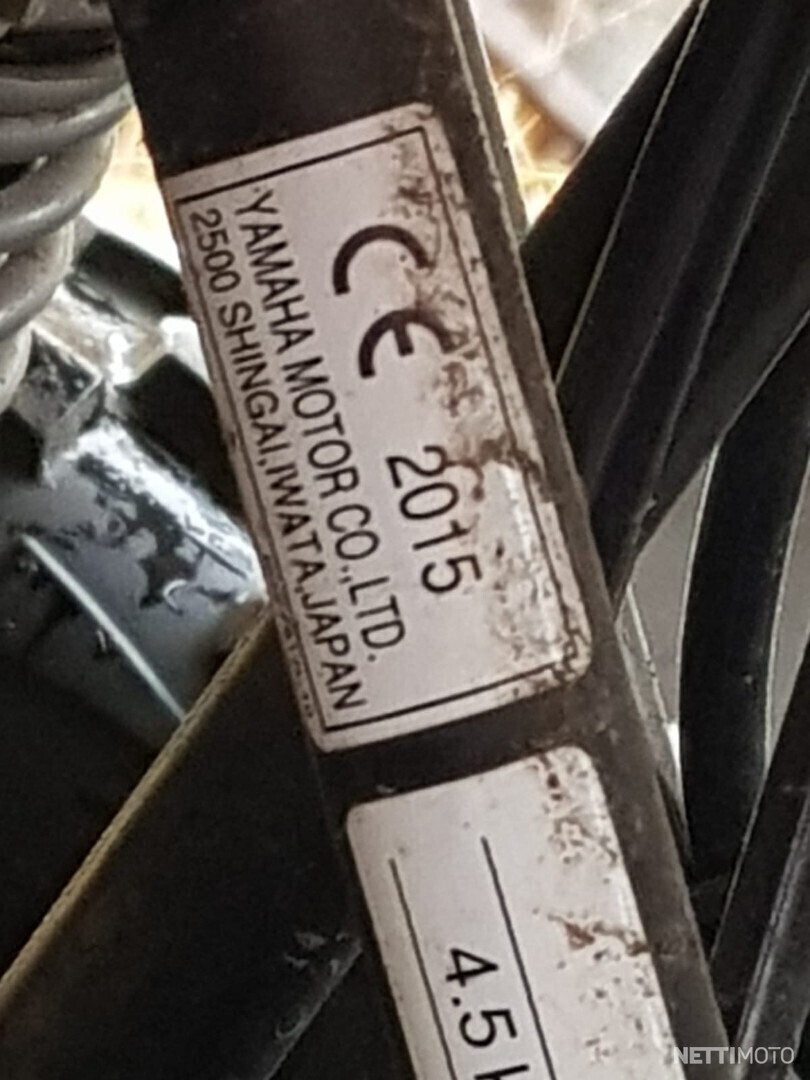 CE 2015
YAMAHA MOTOR CO.,LTD.
2500 SHINGAI,IWATA,JAPAN
4.5
NETTIMOTO